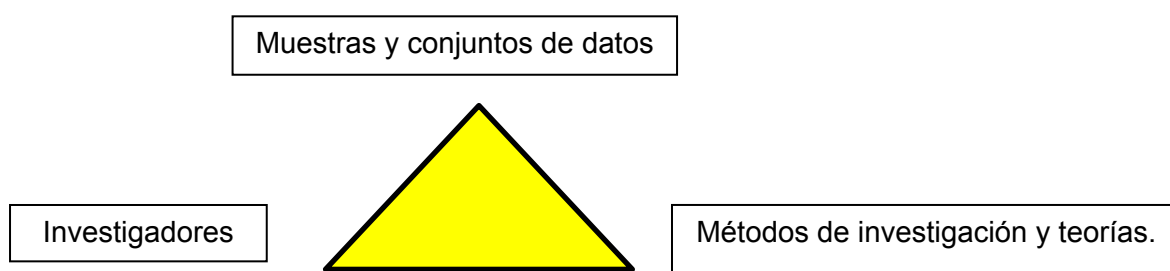 Muestras y conjuntos de datos
Investigadores
Métodos de investigación y teorías.